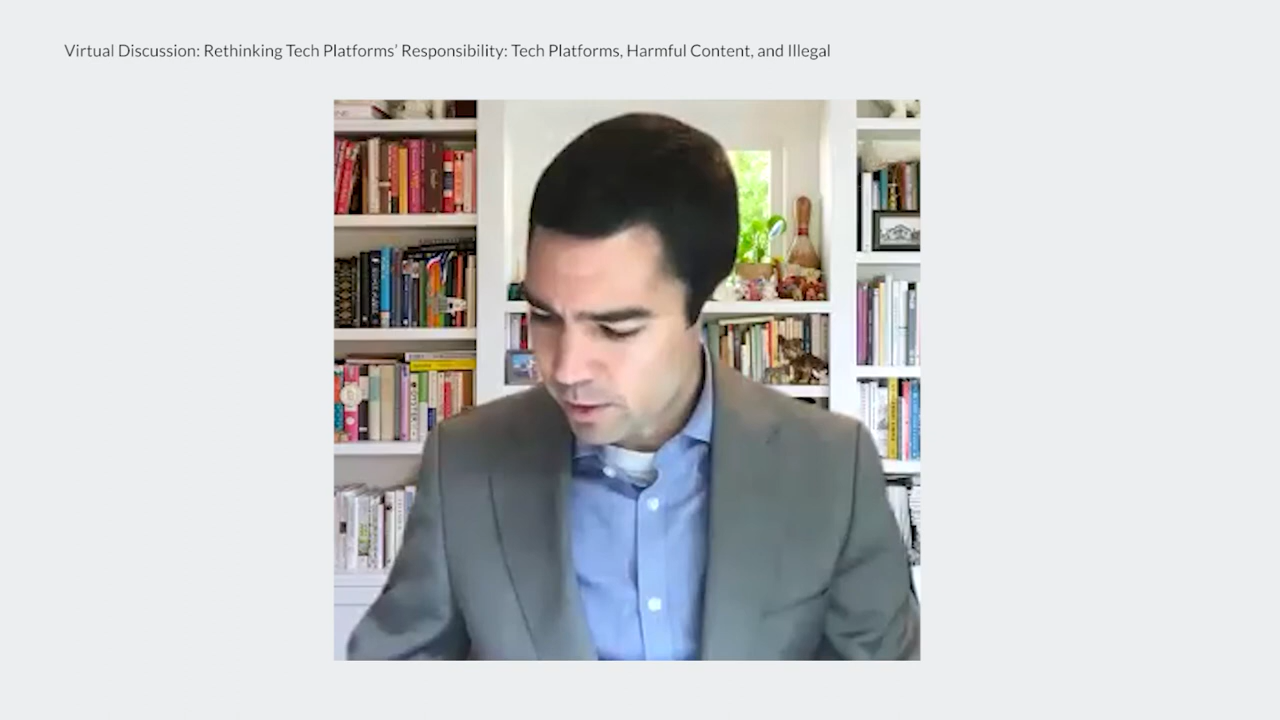 Virtual Discussion: Rethinking Tech Platforms’ Responsibility: Tech Platforms, Harmful Content, and Illegal